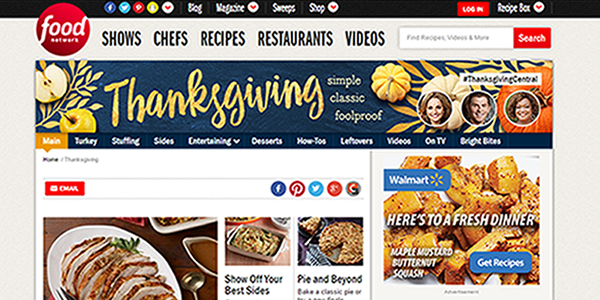 Blog Magazine Sweeps Shop LOG IN Recipe Box
food
network
SHOWS CHEFS RECIPES RESTAURANTS VIDEOS
Find Recipes, Videos & More Search
Thanksgiving
simple
classic
foolproof
#ThanksgivingCentral
Main Turkey Stuffing Sides Entertaining Desserts How-Tos Leftovers Videos On TV Bright Bites
Home / Thanksgiving
EMAIL
Walmart
HERE'S TO A FRESH DINNER
MAPLE MUSTARD
BUTTERNUT
SQUASH
Get Recipes
Advertisement
Show Off Your
Best Sides
Pie and Beyond
Bake a classic pie or